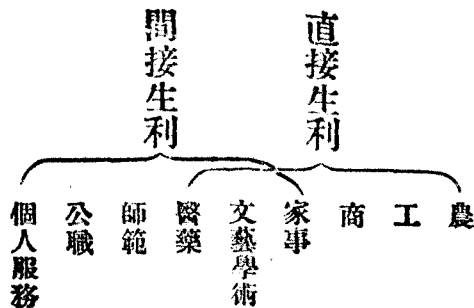 直接生利
間接生利
農
工
商
家事
文藝學術
醫藥
師範
公職
個人服務